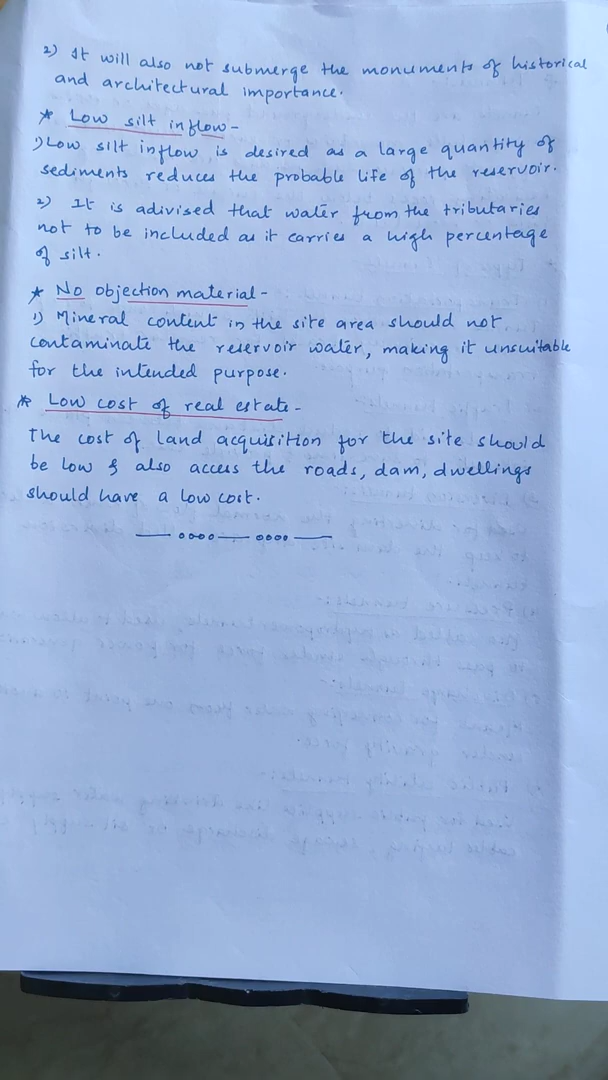 2) It will also not submerge the monuments of historical
and architectural importance.
* Low silt inflow -
1) Low silt inflow is desired as a large quantity of
sediments reduces the probable life of the reservoir.
2) It is adivised that water from the tributaries
not to be included as it carries a high percentage
of silt.
* No objection material -
1) Mineral content in the site area should not
contaminate the reservoir water, making it unsuitable
for the intended purpose.
* Low cost of real estate -
The cost of land acquisition for the site should
be low & also access the roads, dam, dwellings
should have a low cost.